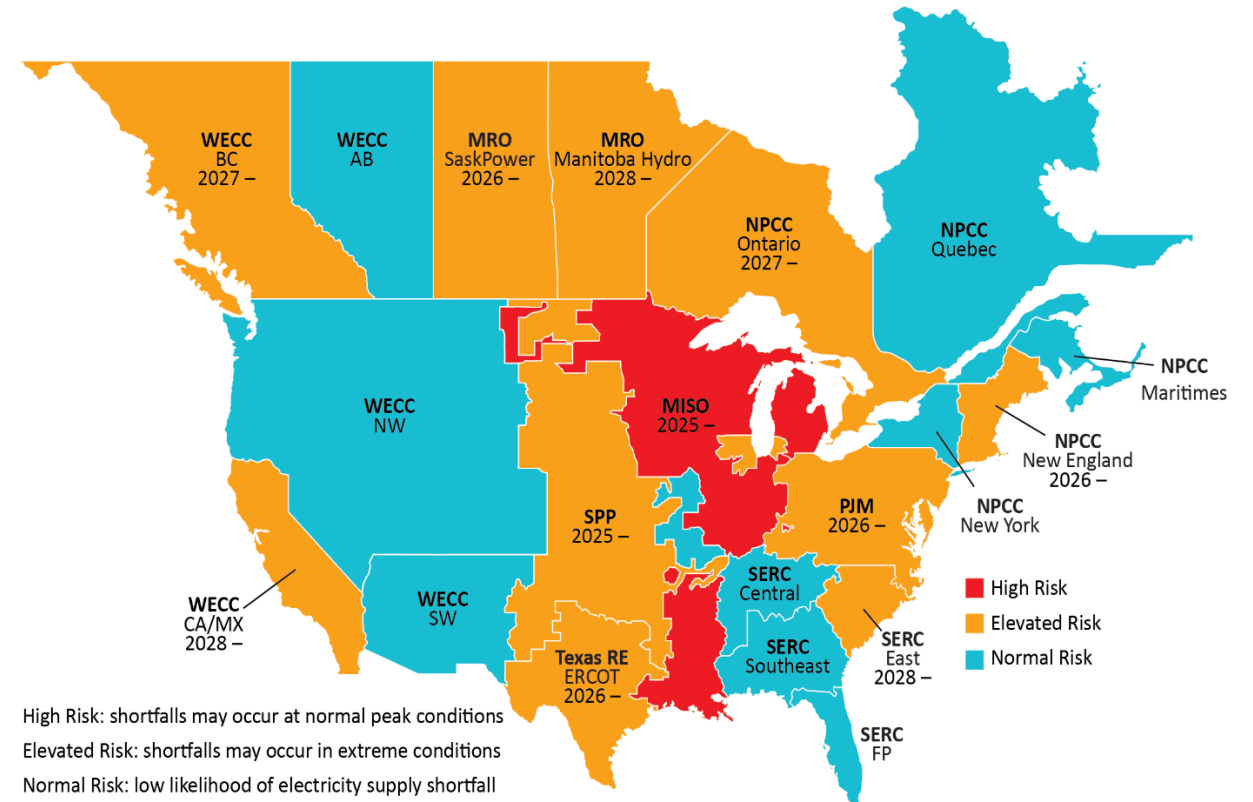 WECC
BC
2027 –
WECC
AB
MRO
SaskPower
2026 –
MRO
Manitoba Hydro
2028 –
NPCC
Ontario
2027 –
NPCC
Quebec
NPCC
Maritimes
WECC
NW
MISO
2025 –
NPCC
New England
2026 –
NPCC
New York
SPP
2025 –
PJM
2026 –
WECC
CA/MX
2028 –
WECC
SW
SERC
Central
SERC
Southeast
SERC
East
2028 –
Texas RE
ERCOT
2026 –
SERC
FP
High Risk
Elevated Risk
Normal Risk
High Risk: shortfalls may occur at normal peak conditions
Elevated Risk: shortfalls may occur in extreme conditions
Normal Risk: low likelihood of electricity supply shortfall